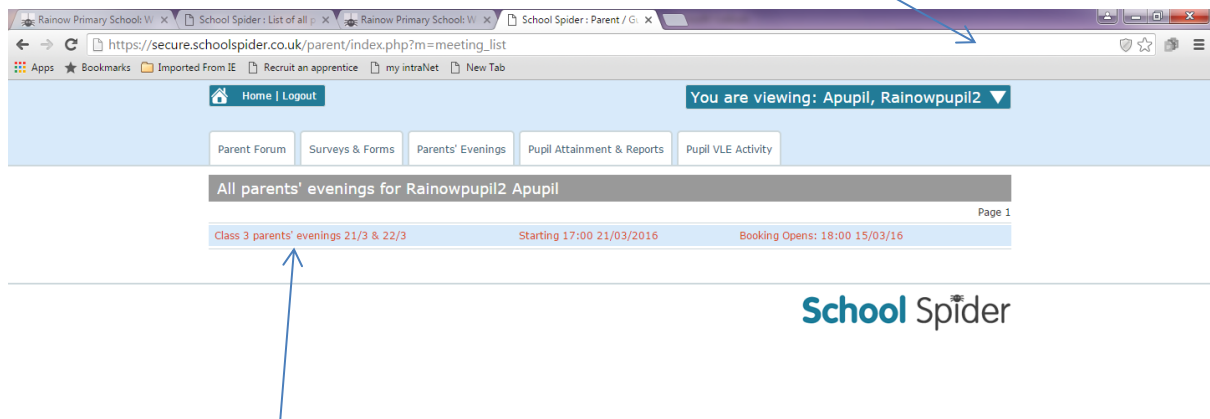 Rainow Primary School: W
School Spider : List of all p
Rainow Primary School: W
School Spider : Parent / Gu
https://secure.schoolspider.co.uk/parent/index.php?m=meeting_list
Apps Bookmarks Imported From IE Recruit an apprentice my intraNet New Tab
Home | Logout
You are viewing: Apupil, Rainowpupil2
Parent Forum Surveys & Forms Parents' Evenings Pupil Attainment & Reports Pupil VLE Activity
All parents' evenings for Rainowpupil2 Apupil
Page 1
Class 3 parents' evenings 21/3 & 22/3 Starting 17:00 21/03/2016 Booking Opens: 18:00 15/03/16
School Spider